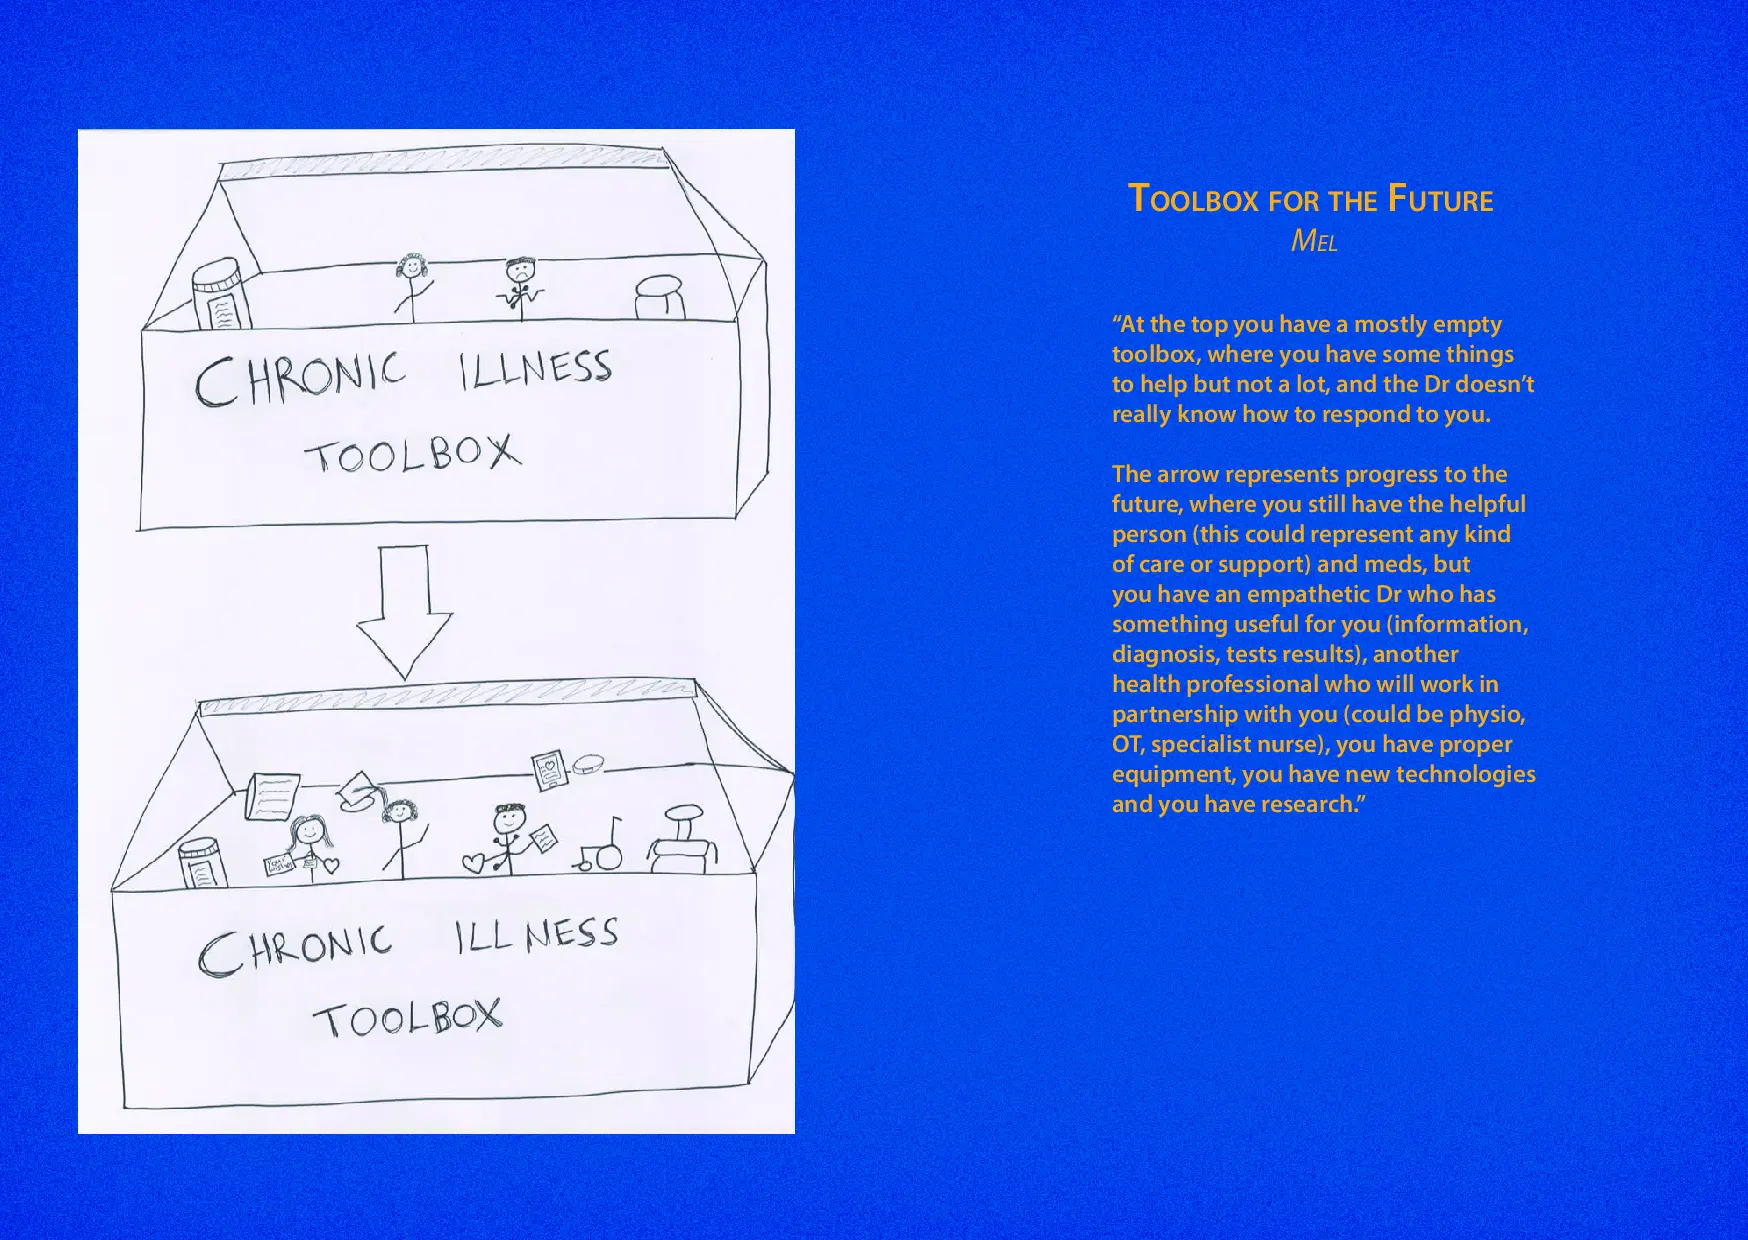 CHRONIC ILLNESS
TOOLBOX
CHRONIC ILLNESS
TOOLBOX
TOOLBOX FOR THE FUTURE
MEL
“At the top you have a mostly empty
toolbox, where you have some things
to help but not a lot, and the Dr doesn’t
really know how to respond to you.
The arrow represents progress to the
future, where you still have the helpful
person (this could represent any kind
of care or support) and meds, but
you have an empathetic Dr who has
something useful for you (information,
diagnosis, tests results), another
health professional who will work in
partnership with you (could be physio,
OT, specialist nurse), you have proper
equipment, you have new technologies
and you have research.”